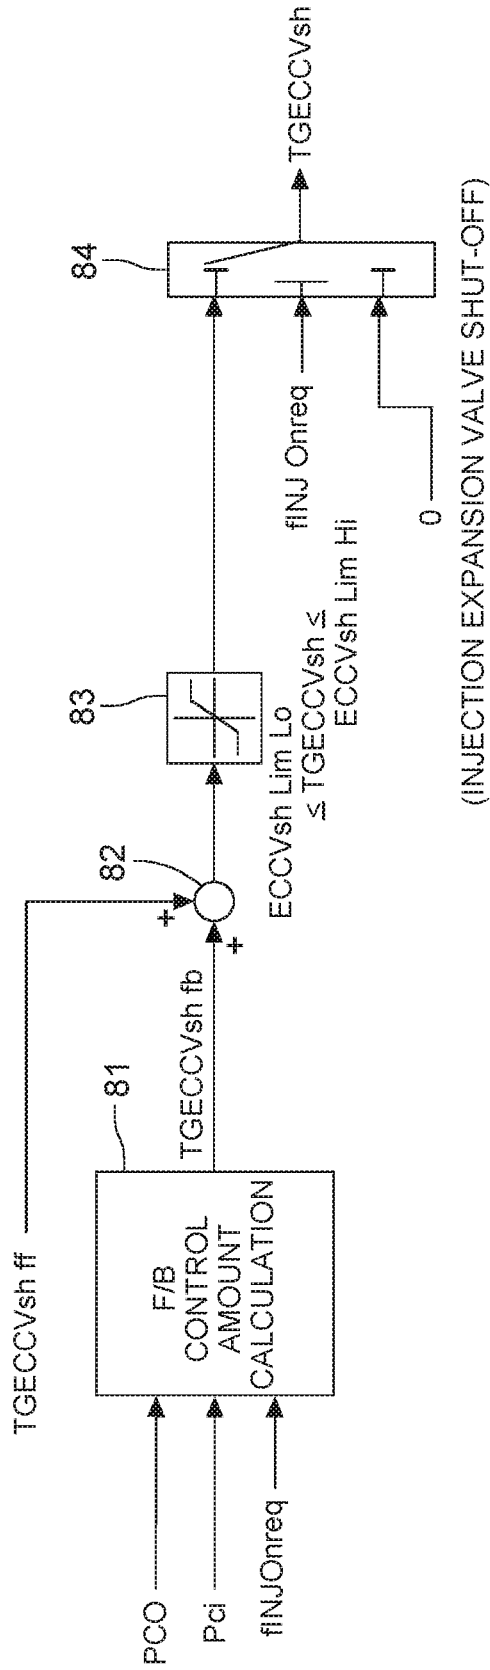 TGECCVsh ff
PCO
Pci
fINJOnreq
F/B
CONTROL
AMOUNT
CALCULATION
81
TGECCVsh fb
+
+
82
83
ECCVsh Lim Lo
≤ TGECCVsh ≤
ECCVsh Lim Hi
84
fINJ Onreq
0
(INJECTION EXPANSION VALVE SHUT-OFF)
TGECCVsh